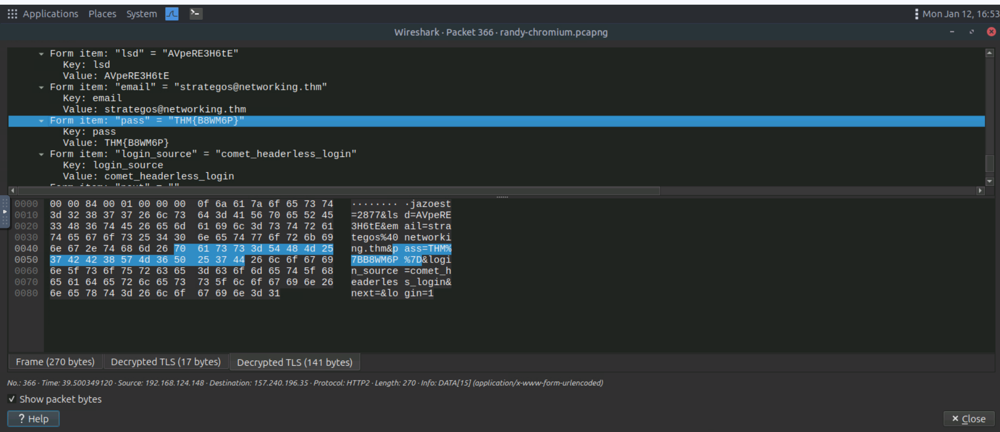 Applications Places System Mon Jan 12, 16:53
Wireshark · Packet 366 · randy-chromium.pcapng
Form item: "lsd" = "AVpeRE3H6tE"
Key: lsd
Value: AVpeRE3H6tE
Form item: "email" = "strategos@networking.thm"
Key: email
Value: strategos@networking.thm
Form item: "pass" = "THM{B8WM6P}"
Key: pass
Value: THM{B8WM6P}
Form item: "login_source" = "comet_headerless_login"
Key: login_source
Value: comet_headerless_login
Form item: "next" = ""
0000 00 00 84 00 01 00 00 00 0f 6a 61 7a 6f 65 73 74 ········ ·jazoest
0010 3d 32 38 37 37 26 6c 73 64 3d 41 56 70 65 52 45 =2877&ls d=AVpeRE
0020 33 48 36 74 45 26 65 6d 61 69 6c 3d 73 74 72 61 3H6tE&em ail=stra
0030 74 65 67 6f 73 25 34 30 6e 65 74 77 6f 72 6b 69 tegos%40 networki
0040 6e 67 2e 74 68 6d 26 70 61 73 73 3d 54 48 4d 25 ng.thm&p ass=THM%
0050 37 42 42 38 57 4d 36 50 25 37 44 26 6c 6f 67 69 7BB8WM6P %7D&logi
0060 6e 5f 73 6f 75 72 63 65 3d 63 6f 6d 65 74 5f 68 n_source =comet_h
0070 65 61 64 65 72 6c 65 73 73 5f 6c 6f 67 69 6e 26 eaderles s_login&
0080 6e 65 78 74 3d 26 6c 6f 67 69 6e 3d 31 next=&lo gin=1
Frame (270 bytes) Decrypted TLS (17 bytes) Decrypted TLS (141 bytes)
No.: 366 · Time: 39.500349120 · Source: 192.168.124.148 · Destination: 157.240.196.35 · Protocol: HTTP2 · Length: 270 · Info: DATA[15] (application/x-www-form-urlencoded)
Show packet bytes
? Help
Close